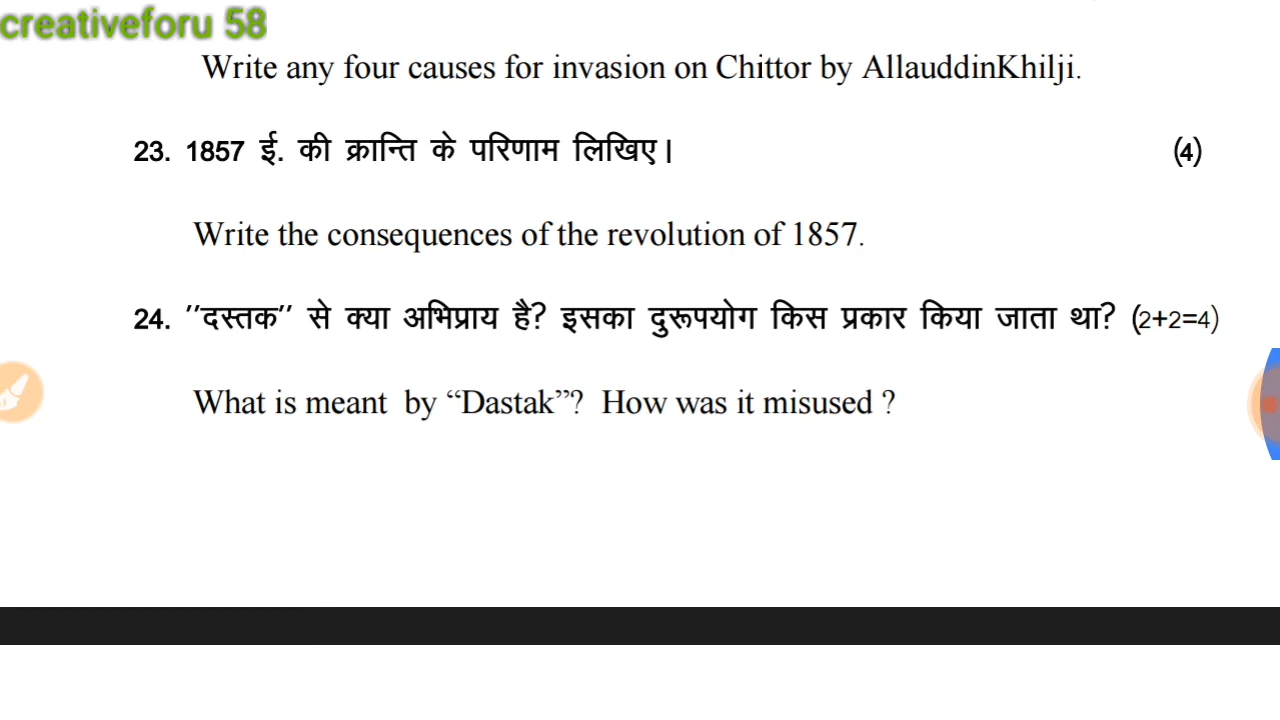 creativeforu 58
Write any four causes for invasion on Chittor by AllauddinKhilji.
23. 1857 ई. की क्रान्ति के परिणाम लिखिए। (4)
Write the consequences of the revolution of 1857.
24. ’’दस्तक’’ से क्या अभिप्राय है? इसका दुरूपयोग किस प्रकार किया जाता था? (2+2=4)
What is meant by “Dastak”? How was it misused ?